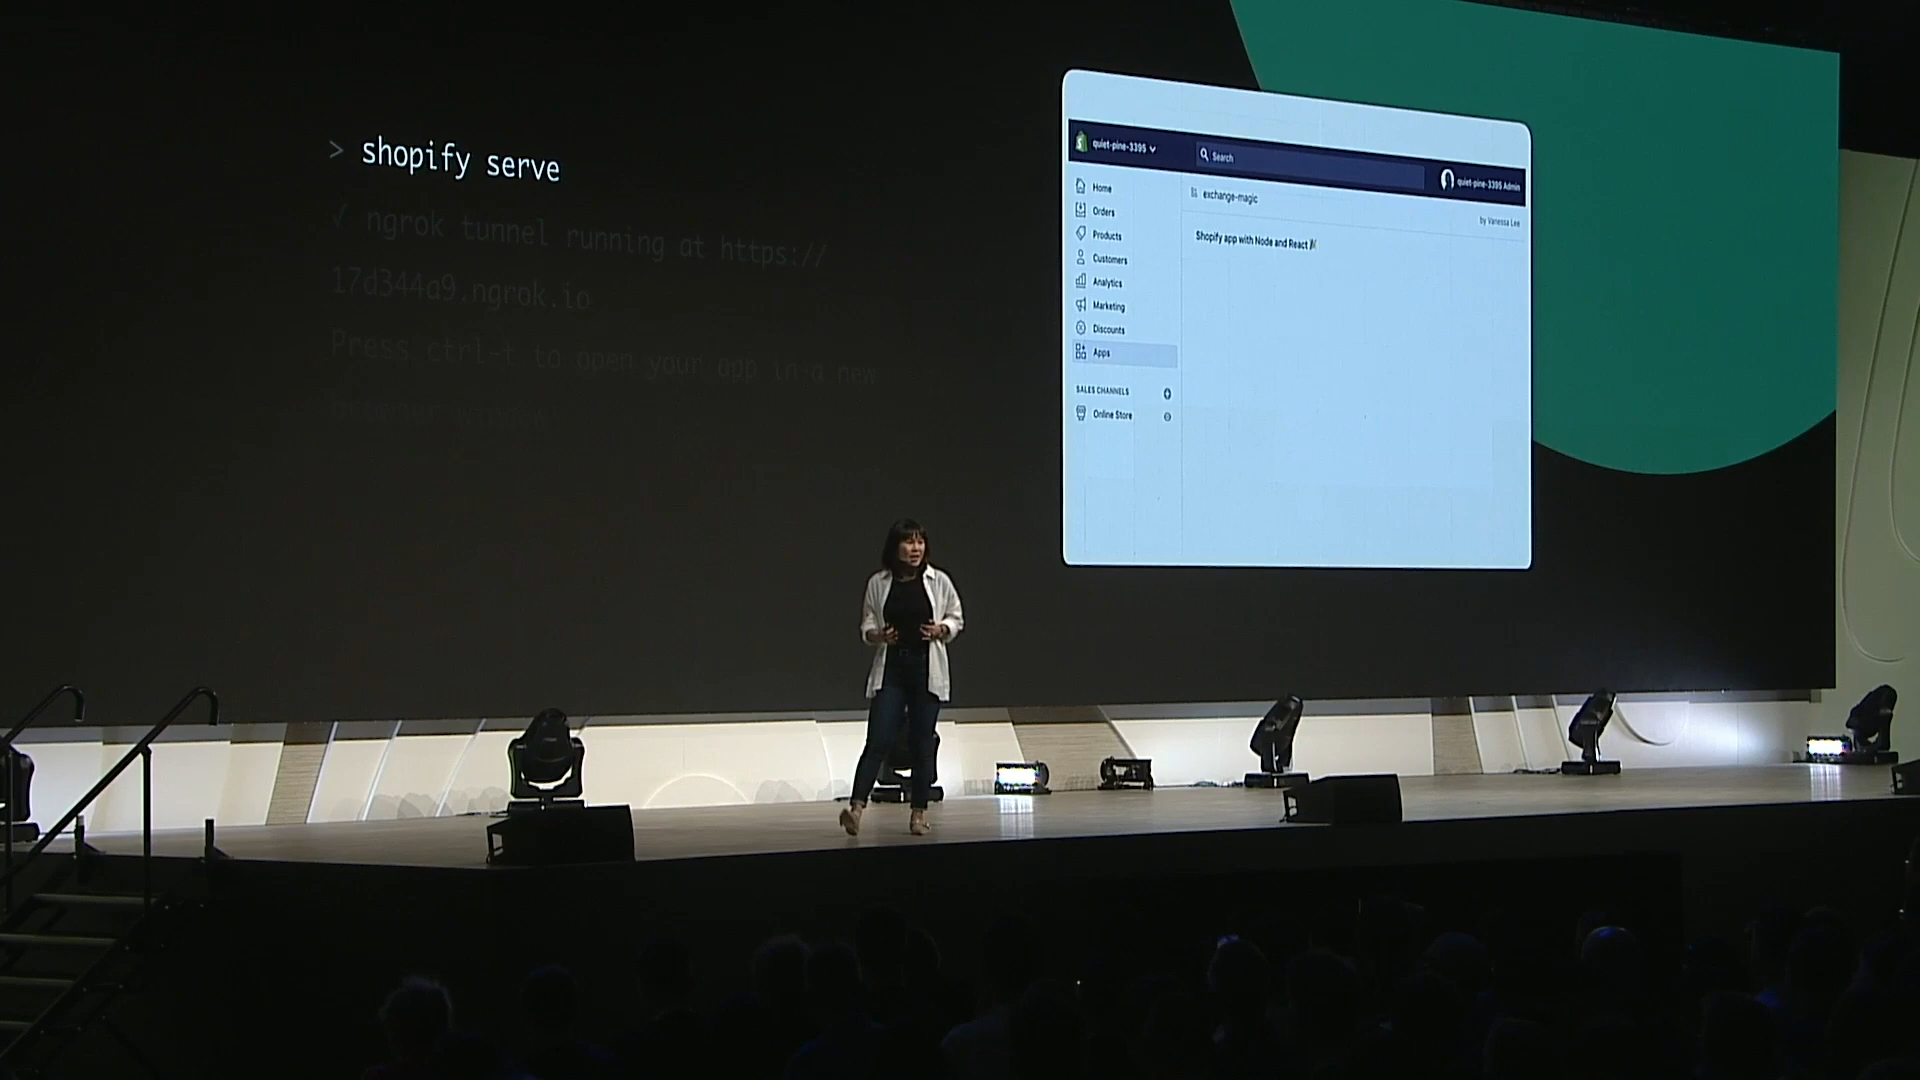 > shopify serve
✓ ngrok tunnel running at https://
17d344a9.ngrok.io
Press ctrl-t to open your app in a new
browser window
quiet-pine-3395
Search
quiet-pine-3395 Admin
Home
Orders
Products
Customers
Analytics
Marketing
Discounts
Apps
SALES CHANNELS
Online Store
exchange-magic
by Vanessa Lee
Shopify app with Node and React